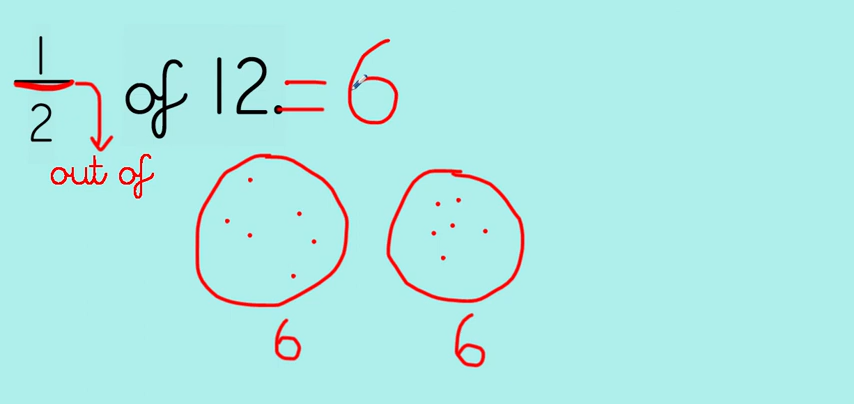 1/2 of 12. = 6
out of
6 6